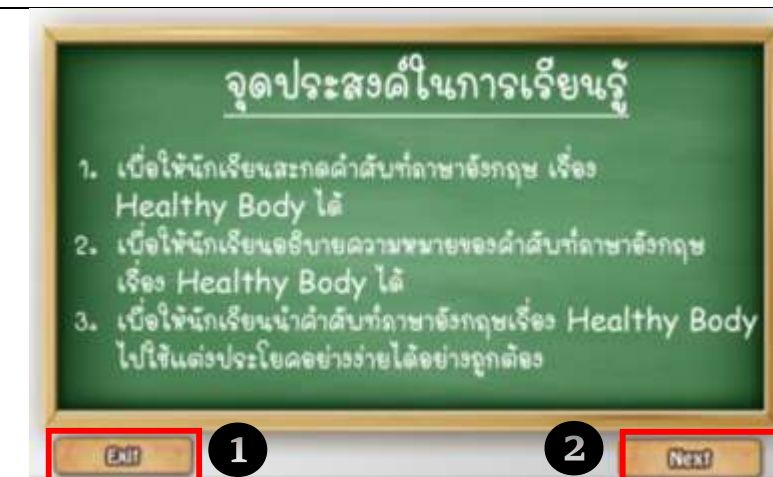 จุดประสงค์ในการเรียนรู้
1. เพื่อให้นักเรียนสะกดคำศัพท์ภาษาอังกฤษ เรื่อง
Healthy Body ได้
2. เพื่อให้นักเรียนอธิบายความหมายของคำศัพท์ภาษาอังกฤษ
เรื่อง Healthy Body ได้
3. เพื่อให้นักเรียนนำคำศัพท์ภาษาอังกฤษเรื่อง Healthy Body
ไปใช้แต่งประโยคอย่างง่ายได้อย่างถูกต้อง
Exit 1 2 Next